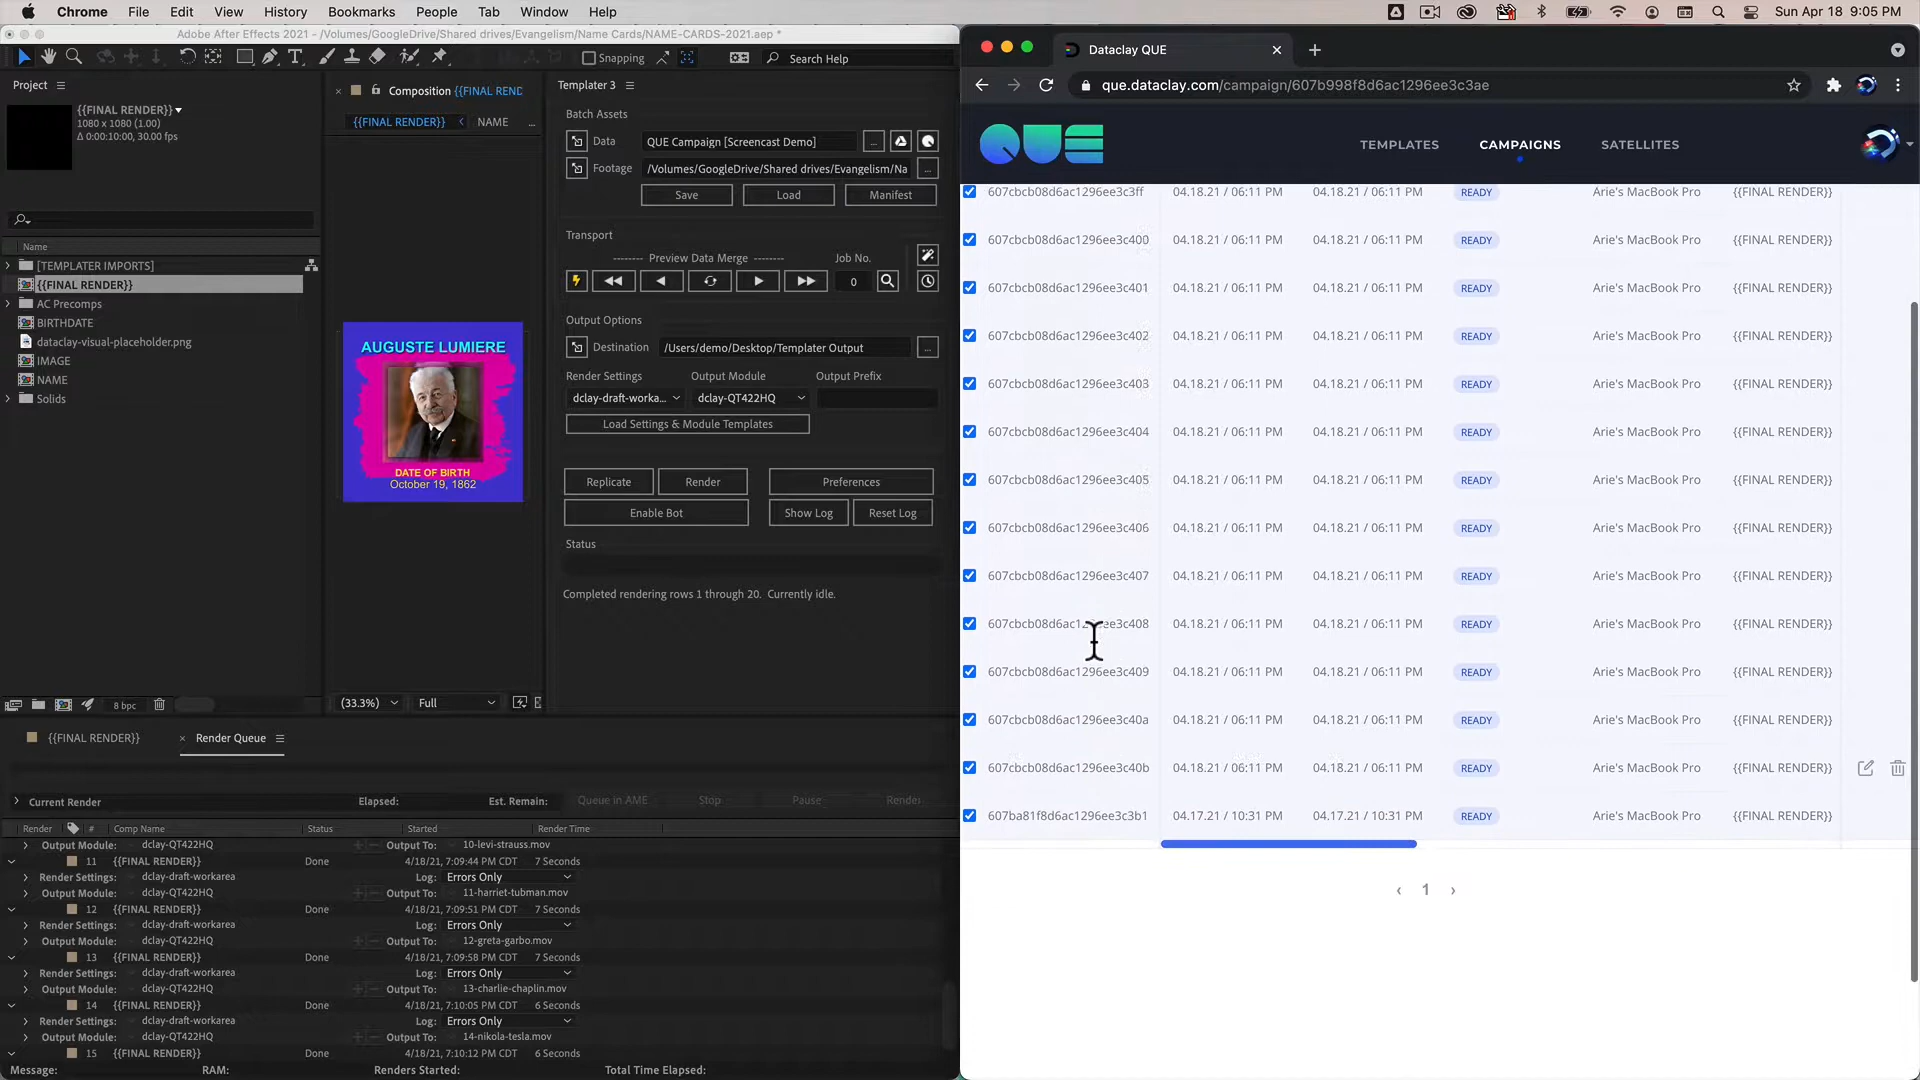 Chrome File Edit View History Bookmarks People Tab Window Help Sun Apr 18 9:05 PM
Adobe After Effects 2021 - /Volumes/GoogleDrive/Shared drives/Evangelism/Name Cards/NAME-CARDS-2021.aep *
Snapping Search Help
Project
{{FINAL RENDER}}
1080 x 1080 (1.00)
Δ 0:00:10:00, 30.00 fps
Name
[TEMPLATER IMPORTS]
{{FINAL RENDER}}
AC Precomps
BIRTHDATE
dataclay-visual-placeholder.png
IMAGE
NAME
Solids
8 bpc
Composition {{FINAL REND
{{FINAL RENDER}} NAME ...
AUGUSTE LUMIERE
DATE OF BIRTH
October 19, 1862
(33.3%) Full
Templater 3
Batch Assets
Data QUE Campaign [Screencast Demo] ...
Footage /Volumes/GoogleDrive/Shared drives/Evangelism/Na ...
Save Load Manifest
Transport
-------- Preview Data Merge -------- Job No.
0
Output Options
Destination /Users/demo/Desktop/Templater Output ...
Render Settings Output Module Output Prefix
dclay-draft-worka... dclay-QT422HQ
Load Settings & Module Templates
Replicate Render Preferences
Enable Bot Show Log Reset Log
Status
Completed rendering rows 1 through 20. Currently idle.
{{FINAL RENDER}} × Render Queue
Current Render Elapsed: Est. Remain: Queue in AME Stop Pause Render
Render # Comp Name Status Started Render Time
Output Module: dclay-QT422HQ Output To: 10-levi-strauss.mov
11 {{FINAL RENDER}} Done 4/18/21, 7:09:44 PM CDT 7 Seconds
Render Settings: dclay-draft-workarea Log: Errors Only
Output Module: dclay-QT422HQ Output To: 11-harriet-tubman.mov
12 {{FINAL RENDER}} Done 4/18/21, 7:09:51 PM CDT 7 Seconds
Render Settings: dclay-draft-workarea Log: Errors Only
Output Module: dclay-QT422HQ Output To: 12-greta-garbo.mov
13 {{FINAL RENDER}} Done 4/18/21, 7:09:58 PM CDT 7 Seconds
Render Settings: dclay-draft-workarea Log: Errors Only
Output Module: dclay-QT422HQ Output To: 13-charlie-chaplin.mov
14 {{FINAL RENDER}} Done 4/18/21, 7:10:05 PM CDT 6 Seconds
Render Settings: dclay-draft-workarea Log: Errors Only
Output Module: dclay-QT422HQ Output To: 14-nikola-tesla.mov
15 {{FINAL RENDER}} Done 4/18/21, 7:10:12 PM CDT 6 Seconds
Message: RAM: Renders Started: Total Time Elapsed:
Dataclay QUE
que.dataclay.com/campaign/607b998f8d6ac1296ee3c3ae
QUE TEMPLATES CAMPAIGNS SATELLITES
607cbcb08d6ac1296ee3c3ff 04.18.21 / 06:11 PM 04.18.21 / 06:11 PM READY Arie's MacBook Pro {{FINAL RENDER}}
607cbcb08d6ac1296ee3c400 04.18.21 / 06:11 PM 04.18.21 / 06:11 PM READY Arie's MacBook Pro {{FINAL RENDER}}
607cbcb08d6ac1296ee3c401 04.18.21 / 06:11 PM 04.18.21 / 06:11 PM READY Arie's MacBook Pro {{FINAL RENDER}}
607cbcb08d6ac1296ee3c402 04.18.21 / 06:11 PM 04.18.21 / 06:11 PM READY Arie's MacBook Pro {{FINAL RENDER}}
607cbcb08d6ac1296ee3c403 04.18.21 / 06:11 PM 04.18.21 / 06:11 PM READY Arie's MacBook Pro {{FINAL RENDER}}
607cbcb08d6ac1296ee3c404 04.18.21 / 06:11 PM 04.18.21 / 06:11 PM READY Arie's MacBook Pro {{FINAL RENDER}}
607cbcb08d6ac1296ee3c405 04.18.21 / 06:11 PM 04.18.21 / 06:11 PM READY Arie's MacBook Pro {{FINAL RENDER}}
607cbcb08d6ac1296ee3c406 04.18.21 / 06:11 PM 04.18.21 / 06:11 PM READY Arie's MacBook Pro {{FINAL RENDER}}
607cbcb08d6ac1296ee3c407 04.18.21 / 06:11 PM 04.18.21 / 06:11 PM READY Arie's MacBook Pro {{FINAL RENDER}}
607cbcb08d6ac1296ee3c408 04.18.21 / 06:11 PM 04.18.21 / 06:11 PM READY Arie's MacBook Pro {{FINAL RENDER}}
607cbcb08d6ac1296ee3c409 04.18.21 / 06:11 PM 04.18.21 / 06:11 PM READY Arie's MacBook Pro {{FINAL RENDER}}
607cbcb08d6ac1296ee3c40a 04.18.21 / 06:11 PM 04.18.21 / 06:11 PM READY Arie's MacBook Pro {{FINAL RENDER}}
607cbcb08d6ac1296ee3c40b 04.18.21 / 06:11 PM 04.18.21 / 06:11 PM READY Arie's MacBook Pro {{FINAL RENDER}}
607ba81f8d6ac1296ee3c3b1 04.17.21 / 10:31 PM 04.17.21 / 10:31 PM READY Arie's MacBook Pro {{FINAL RENDER}}
‹ 1 ›